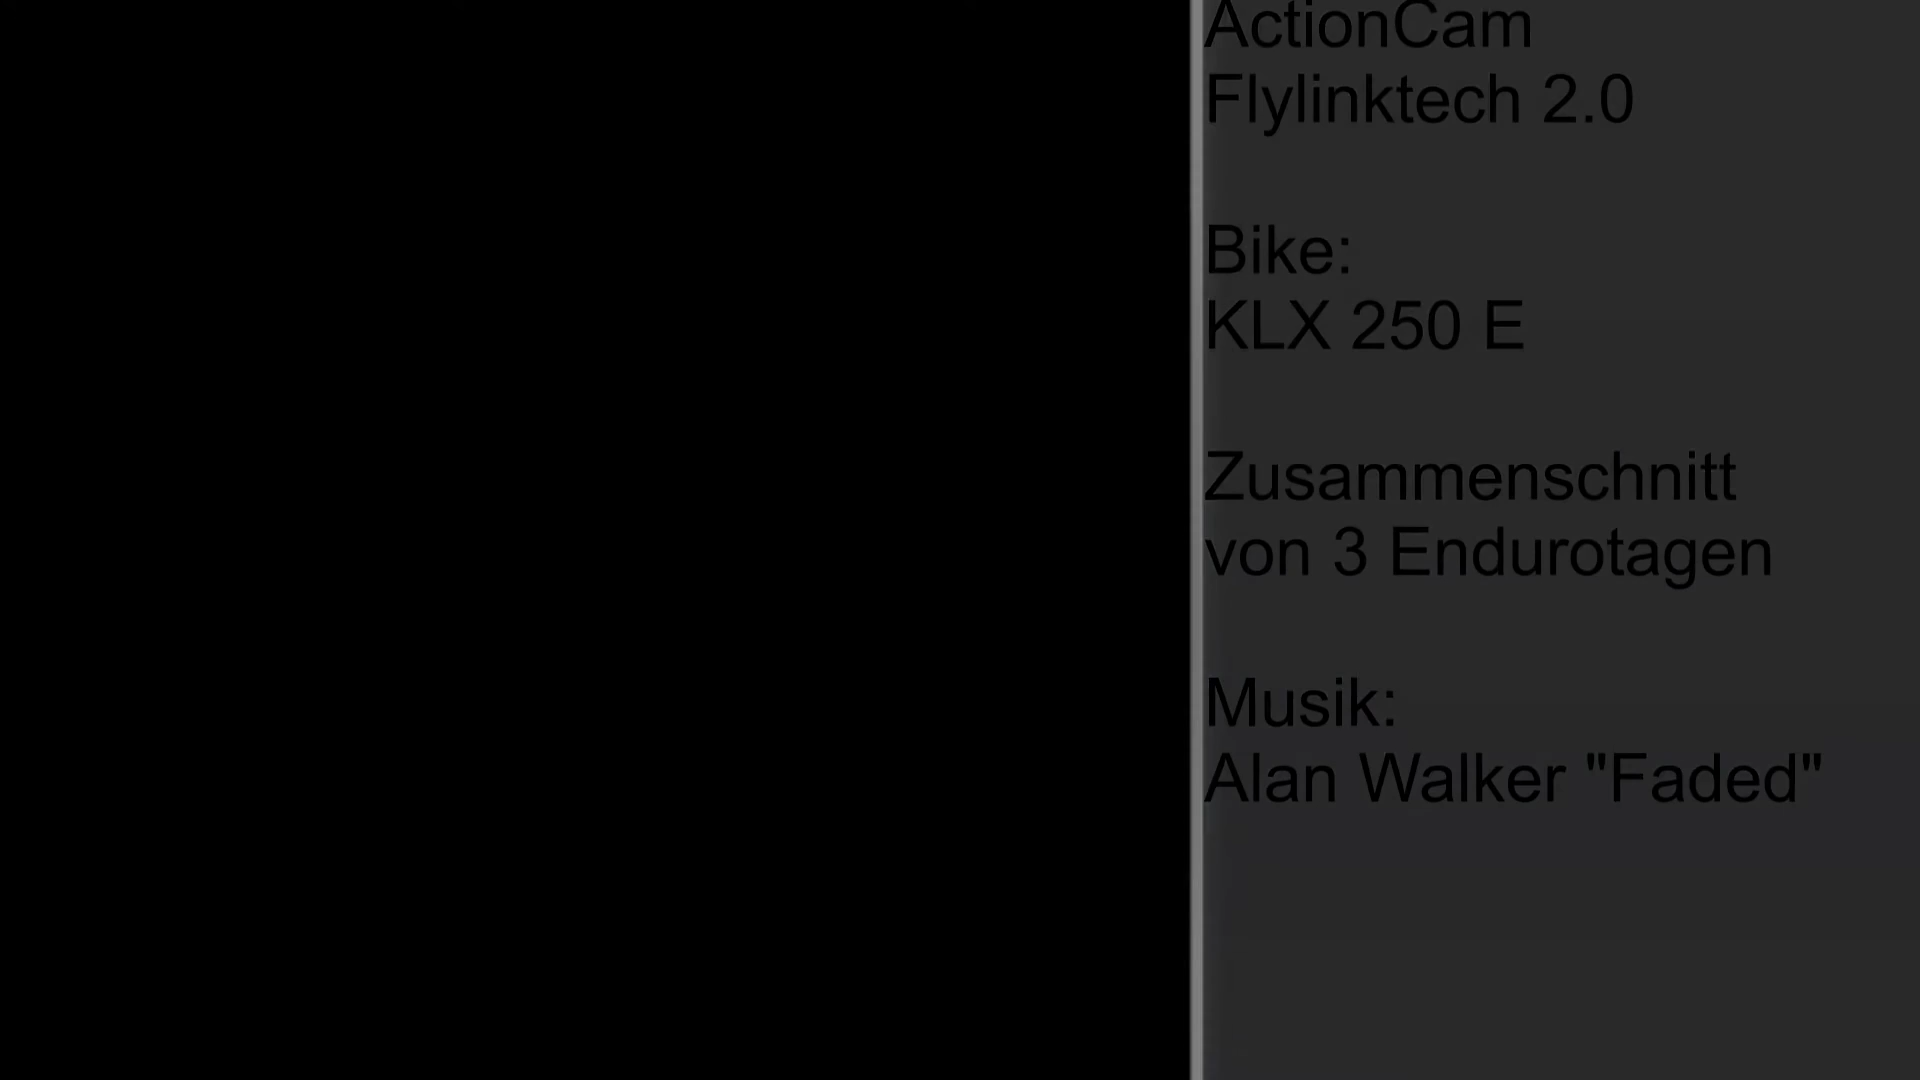 ActionCam
Flylinktech 2.0
Bike:
KLX 250 E
Zusammenschnitt
von 3 Endurotagen
Musik:
Alan Walker "Faded"